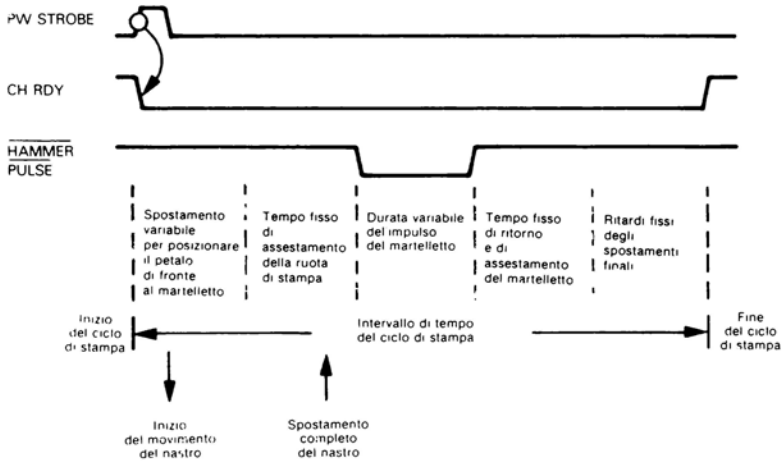 PW STROBE
CH RDY
HAMMER
PULSE
Spostamento
variabile
per posizionare
il petalo
di fronte
al martelletto
Tempo fisso
di
assestamento
della ruota
di stampa
Durata variabile
del impulso
del martelletto
Tempo fisso
di ritorno
e di
assestamento
del martelletto
Ritardi fissi
degli
spostamenti
finali
Inizio
del ciclo
di stampa
Intervallo di tempo
del ciclo di stampa
Fine
del ciclo
di stampa
Inizio
del movimento
del nastro
Spostamento
completo
del nastro